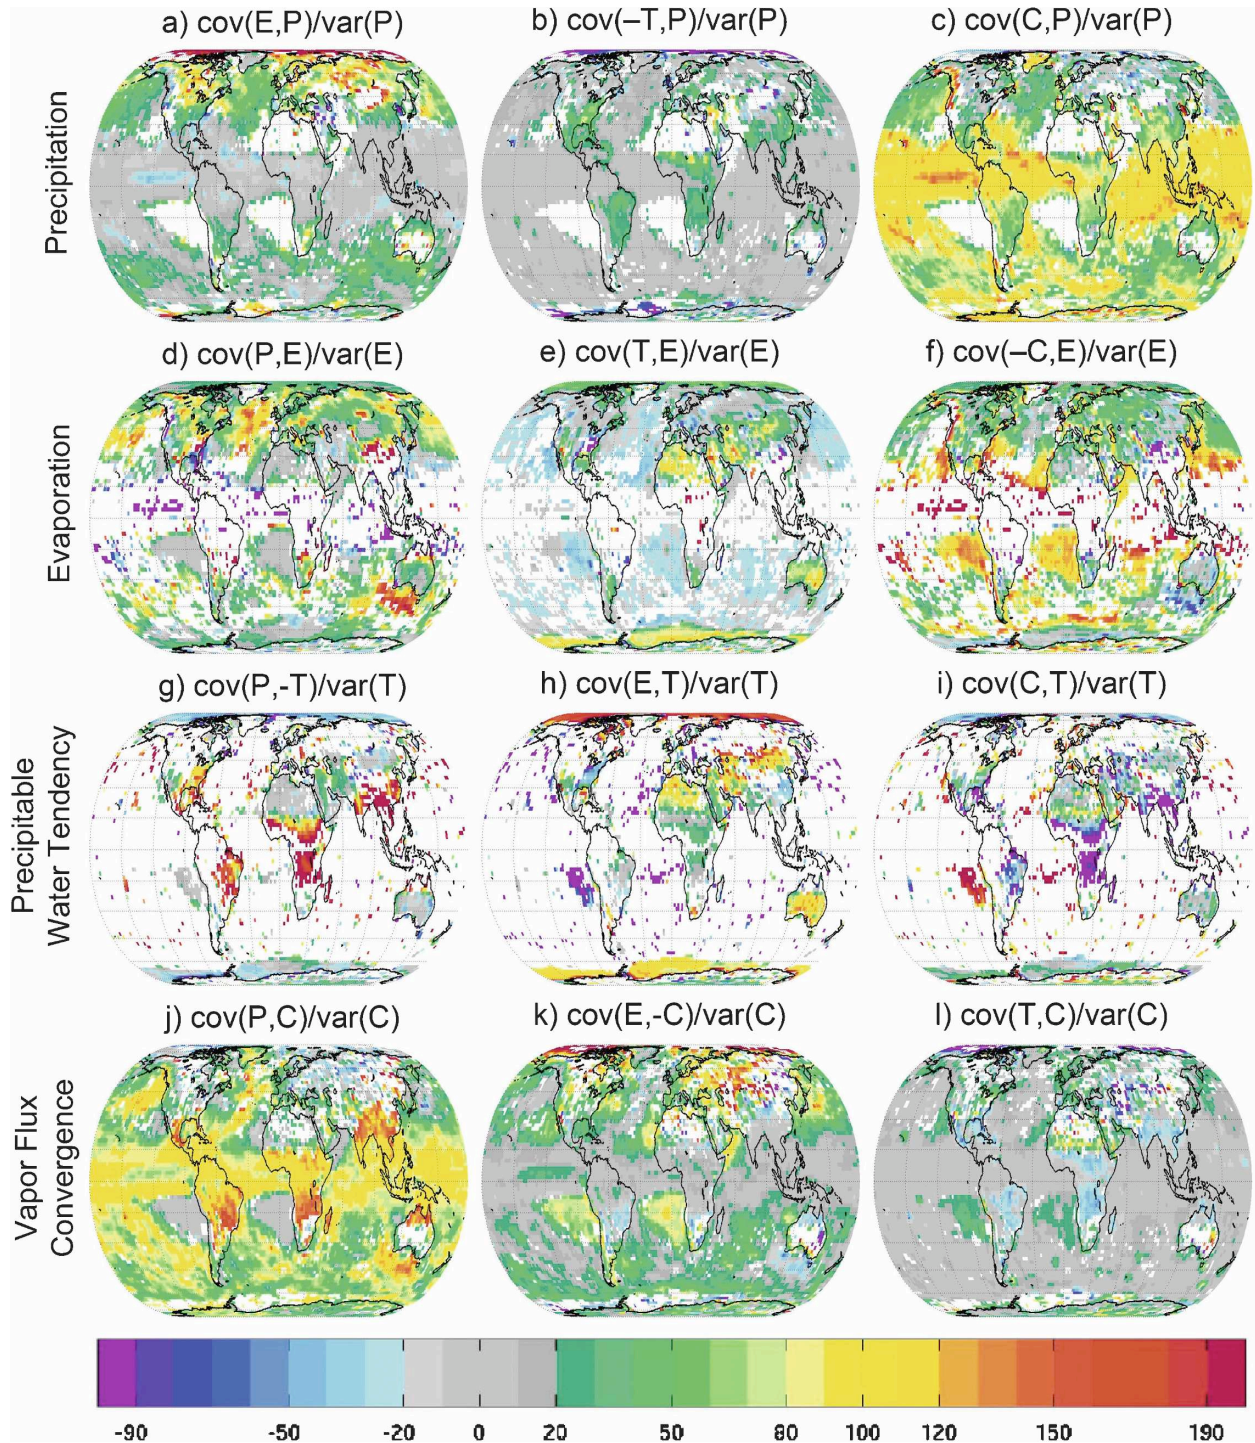 a) cov(E,P)/var(P)
b) cov(–T,P)/var(P)
c) cov(C,P)/var(P)
Precipitation
d) cov(P,E)/var(E)
e) cov(T,E)/var(E)
f) cov(–C,E)/var(E)
Evaporation
g) cov(P,-T)/var(T)
h) cov(E,T)/var(T)
i) cov(C,T)/var(T)
Precipitable
Water Tendency
j) cov(P,C)/var(C)
k) cov(E,-C)/var(C)
l) cov(T,C)/var(C)
Vapor Flux
Convergence
-90 -50 -20 0 20 50 80 100 120 150 190